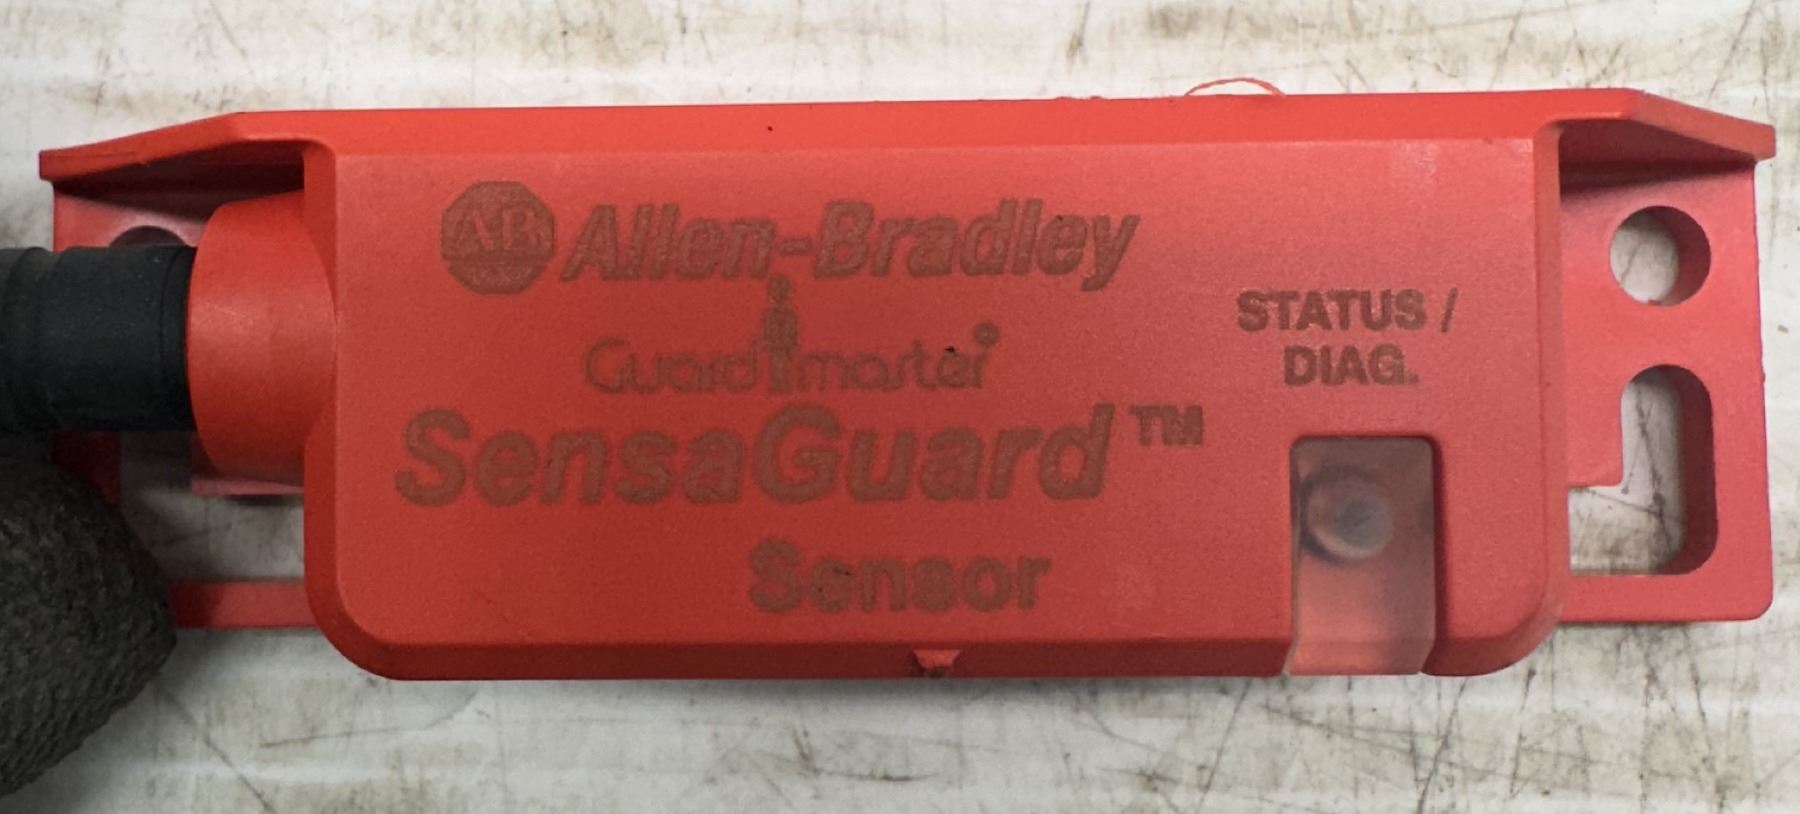 AB Allen-Bradley
Guardmaster
SensaGuard™
Sensor
STATUS /
DIAG.